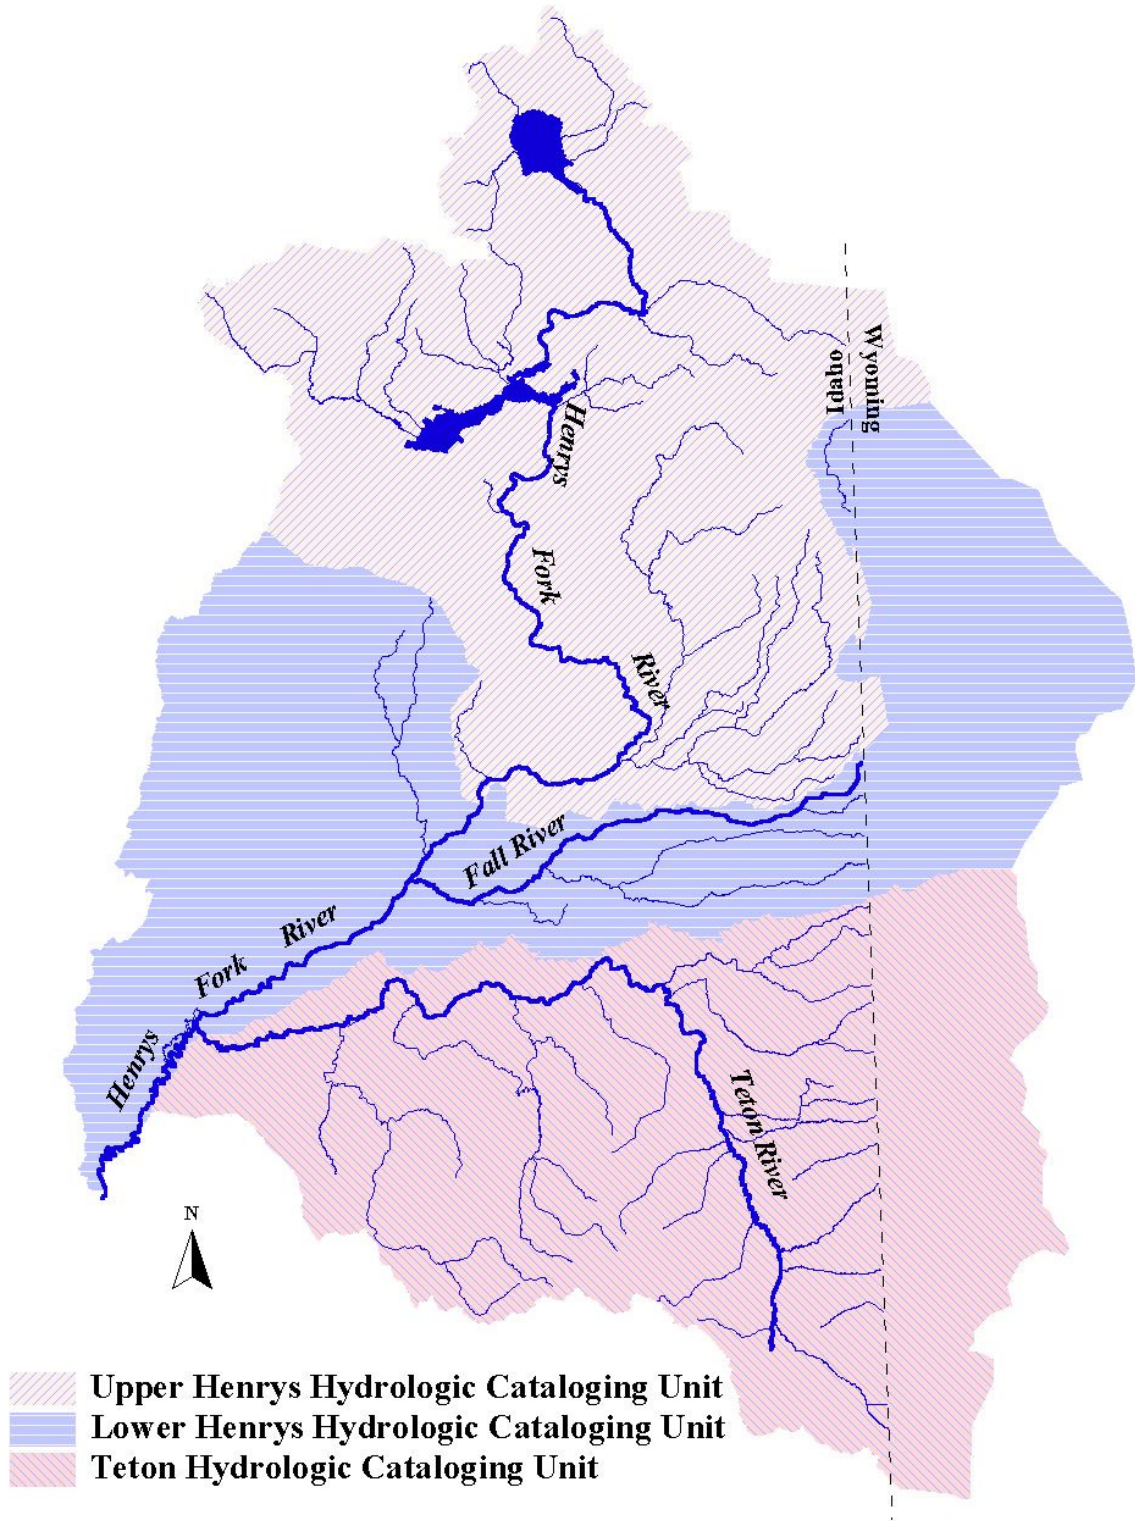 Idaho
Wyoming
Henrys
Fork
River
Fall River
River
Fork
Henrys
Teton River
N
Upper Henrys Hydrologic Cataloging Unit
Lower Henrys Hydrologic Cataloging Unit
Teton Hydrologic Cataloging Unit